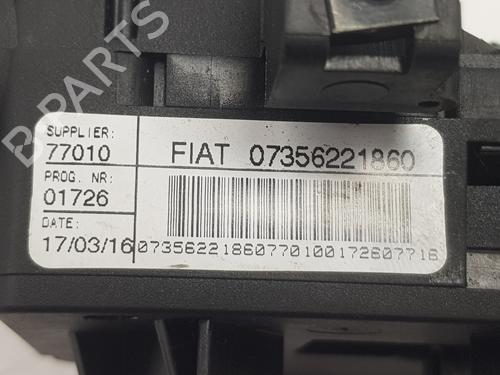 B-PARTS
SUPPLIER:
77010
FIAT 07356221860
PROG. NR:
01726
DATE:
17/03/16
07356221860770100172607716